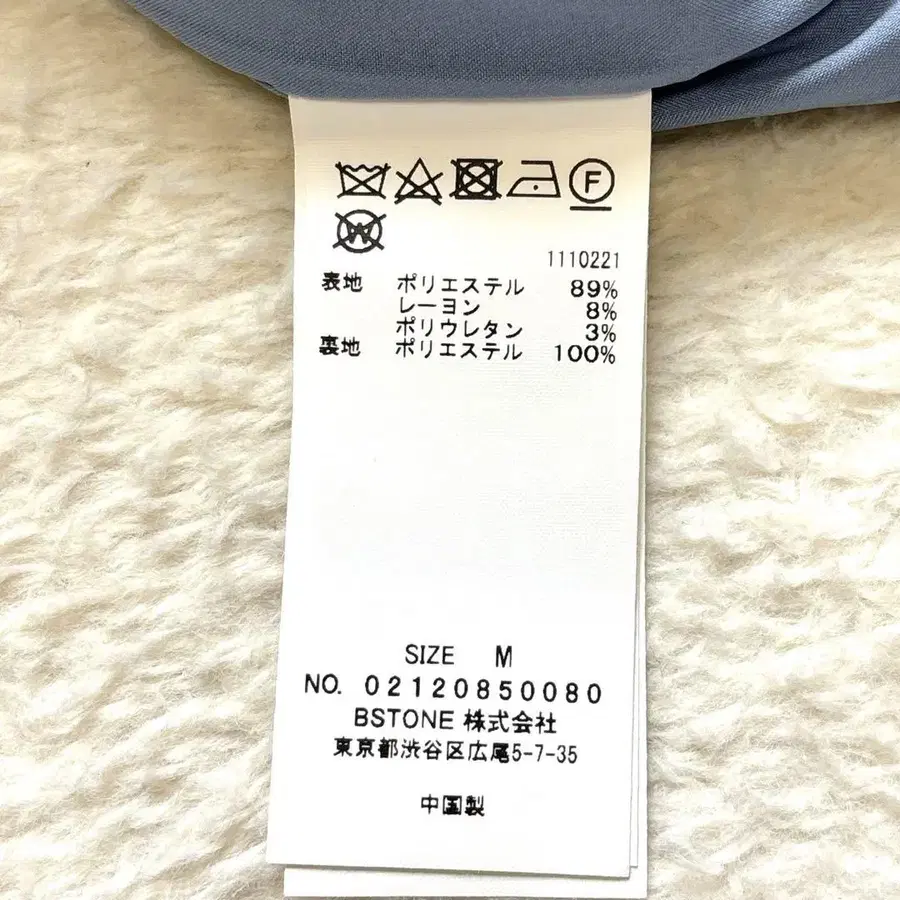 F
W
1110221
表地 ポリエステル 89%
レーヨン 8%
ポリウレタン 3%
裏地 ポリエステル 100%
SIZE M
NO. 02120850080
BSTONE 株式会社
東京都渋谷区広尾5-7-35
中国製